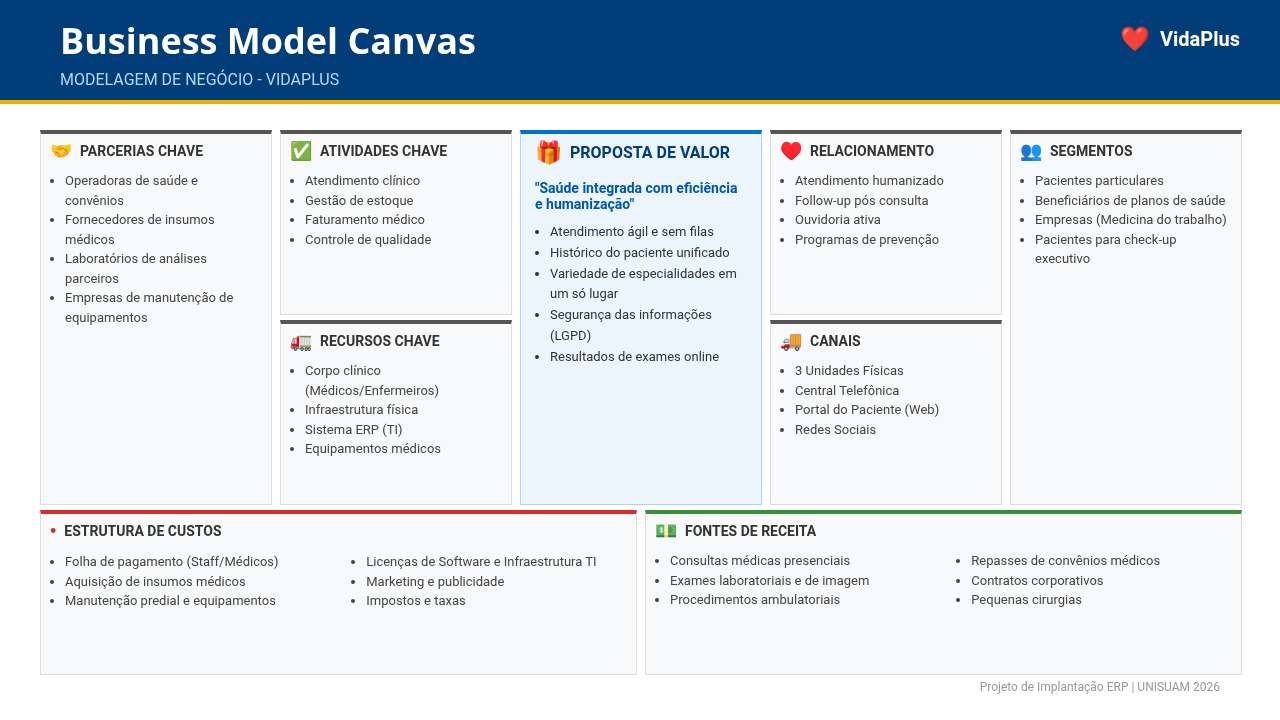 Business Model Canvas
MODELAGEM DE NEGÓCIO - VIDAPLUS
VidaPlus
PARCERIAS CHAVE
Operadoras de saúde e
convênios
Fornecedores de insumos
médicos
Laboratórios de análises
parceiros
Empresas de manutenção de
equipamentos
ATIVIDADES CHAVE
Atendimento clínico
Gestão de estoque
Faturamento médico
Controle de qualidade
RECURSOS CHAVE
Corpo clínico
(Médicos/Enfermeiros)
Infraestrutura física
Sistema ERP (TI)
Equipamentos médicos
PROPOSTA DE VALOR
"Saúde integrada com eficiência
e humanização"
Atendimento ágil e sem filas
Histórico do paciente unificado
Variedade de especialidades em
um só lugar
Segurança das informações
(LGPD)
Resultados de exames online
RELACIONAMENTO
Atendimento humanizado
Follow-up pós consulta
Ouvidoria ativa
Programas de prevenção
CANAIS
3 Unidades Físicas
Central Telefônica
Portal do Paciente (Web)
Redes Sociais
SEGMENTOS
Pacientes particulares
Beneficiários de planos de saúde
Empresas (Medicina do trabalho)
Pacientes para check-up
executivo
ESTRUTURA DE CUSTOS
Folha de pagamento (Staff/Médicos)
Aquisição de insumos médicos
Manutenção predial e equipamentos
Licenças de Software e Infraestrutura TI
Marketing e publicidade
Impostos e taxas
FONTES DE RECEITA
Consultas médicas presenciais
Exames laboratoriais e de imagem
Procedimentos ambulatoriais
Repasses de convênios médicos
Contratos corporativos
Pequenas cirurgias
Projeto de Implantação ERP | UNISUAM 2026